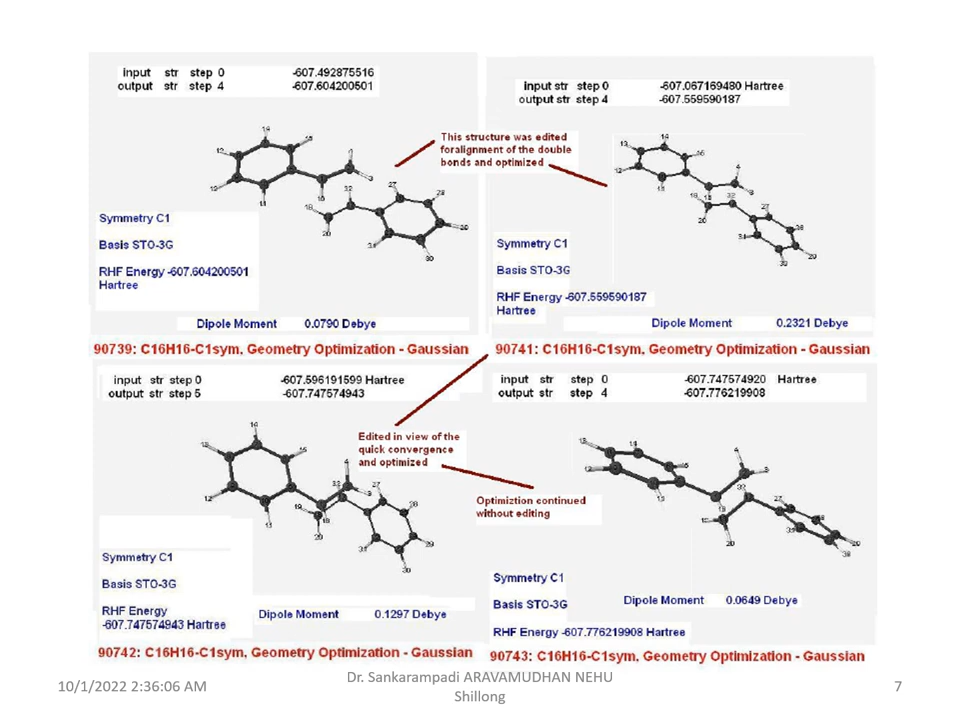 input str step 0 -607.492875516
output str step 4 -607.604200501
This structure was edited
foralignment of the double
bonds and optimized
Symmetry C1
Basis STO-3G
RHF Energy -607.604200501
Hartree
Dipole Moment 0.0790 Debye
90739: C16H16-C1sym, Geometry Optimization - Gaussian
Input str step 0 -607.067169480 Hartree
output str step 4 -607.559590187
Symmetry C1
Basis STO-3G
RHF Energy -607.559590187
Hartree
Dipole Moment 0.2321 Debye
90741: C16H16-C1sym, Geometry Optimization - Gaussian
input str step 0 -607.596191599 Hartree
output str step 5 -607.747574943
Edited in view of the
quick convergence
and optimized
Optimiztion continued
without editing
Symmetry C1
Basis STO-3G
RHF Energy
-607.747574943 Hartree
Dipole Moment 0.1297 Debye
90742: C16H16-C1sym, Geometry Optimization - Gaussian
input str step 0 -607.747574920 Hartree
output str step 4 -607.776219908
Symmetry C1
Basis STO-3G
Dipole Moment 0.0649 Debye
RHF Energy -607.776219908 Hartree
90743: C16H16-C1sym, Geometry Optimization - Gaussian
10/1/2022 2:36:06 AM
Dr. Sankarampadi ARAVAMUDHAN NEHU
Shillong
7